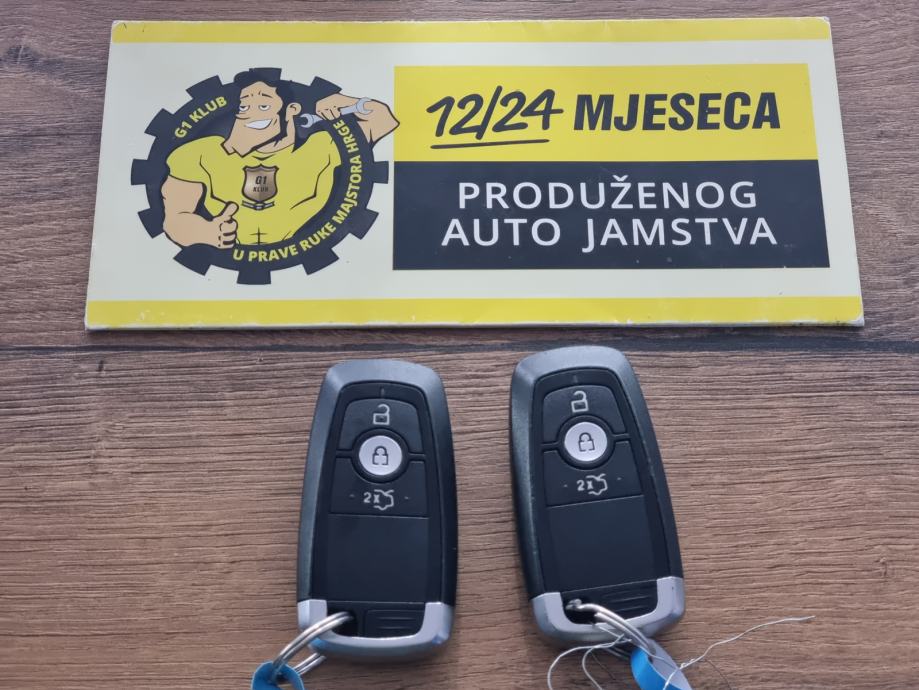 G1 KLUB
U PRAVE RUKE MAJSTORA HRGE
G1
KLUB
12/24 MJESECA
PRODUŽENOG
AUTO JAMSTVA
2x
2x